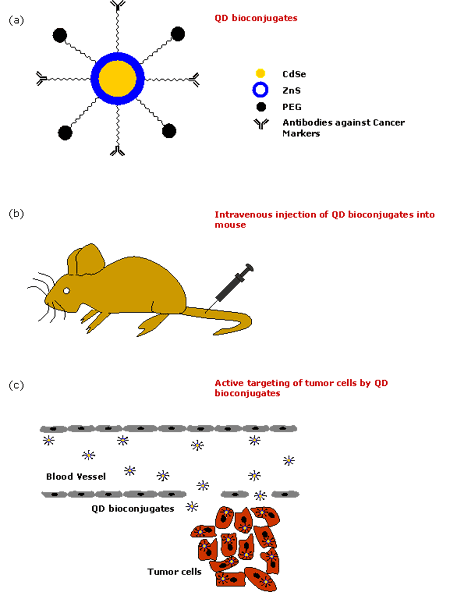 (a)
QD bioconjugates
CdSe
ZnS
PEG
Antibodies against Cancer
Markers
(b)
Intravenous injection of QD bioconjugates into
mouse
(c)
Active targeting of tumor cells by QD
bioconjugates
Blood Vessel
QD bioconjugates
Tumor cells